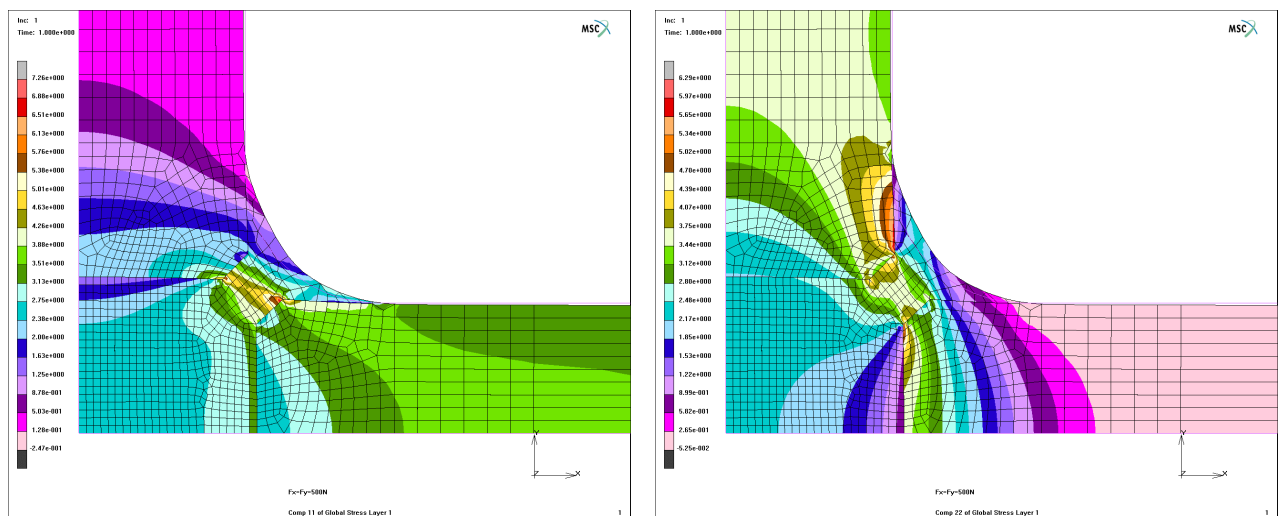 Inc: 1
Time: 1.000e+000
MSC
7.26e+000
6.88e+000
6.51e+000
6.13e+000
5.76e+000
5.38e+000
5.01e+000
4.63e+000
4.26e+000
3.88e+000
3.51e+000
3.13e+000
2.75e+000
2.38e+000
2.00e+000
1.63e+000
1.25e+000
8.78e-001
5.03e-001
1.28e-001
-2.47e-001
Y
Z X
Fx=Fy=500N
Comp 11 of Global Stress Layer 1
1
Inc: 1
Time: 1.000e+000
MSC
6.29e+000
5.97e+000
5.65e+000
5.34e+000
5.02e+000
4.70e+000
4.39e+000
4.07e+000
3.75e+000
3.44e+000
3.12e+000
2.80e+000
2.48e+000
2.17e+000
1.85e+000
1.53e+000
1.22e+000
8.99e-001
5.82e-001
2.65e-001
-5.25e-002
Y
Z X
Fx=Fy=500N
Comp 22 of Global Stress Layer 1
1